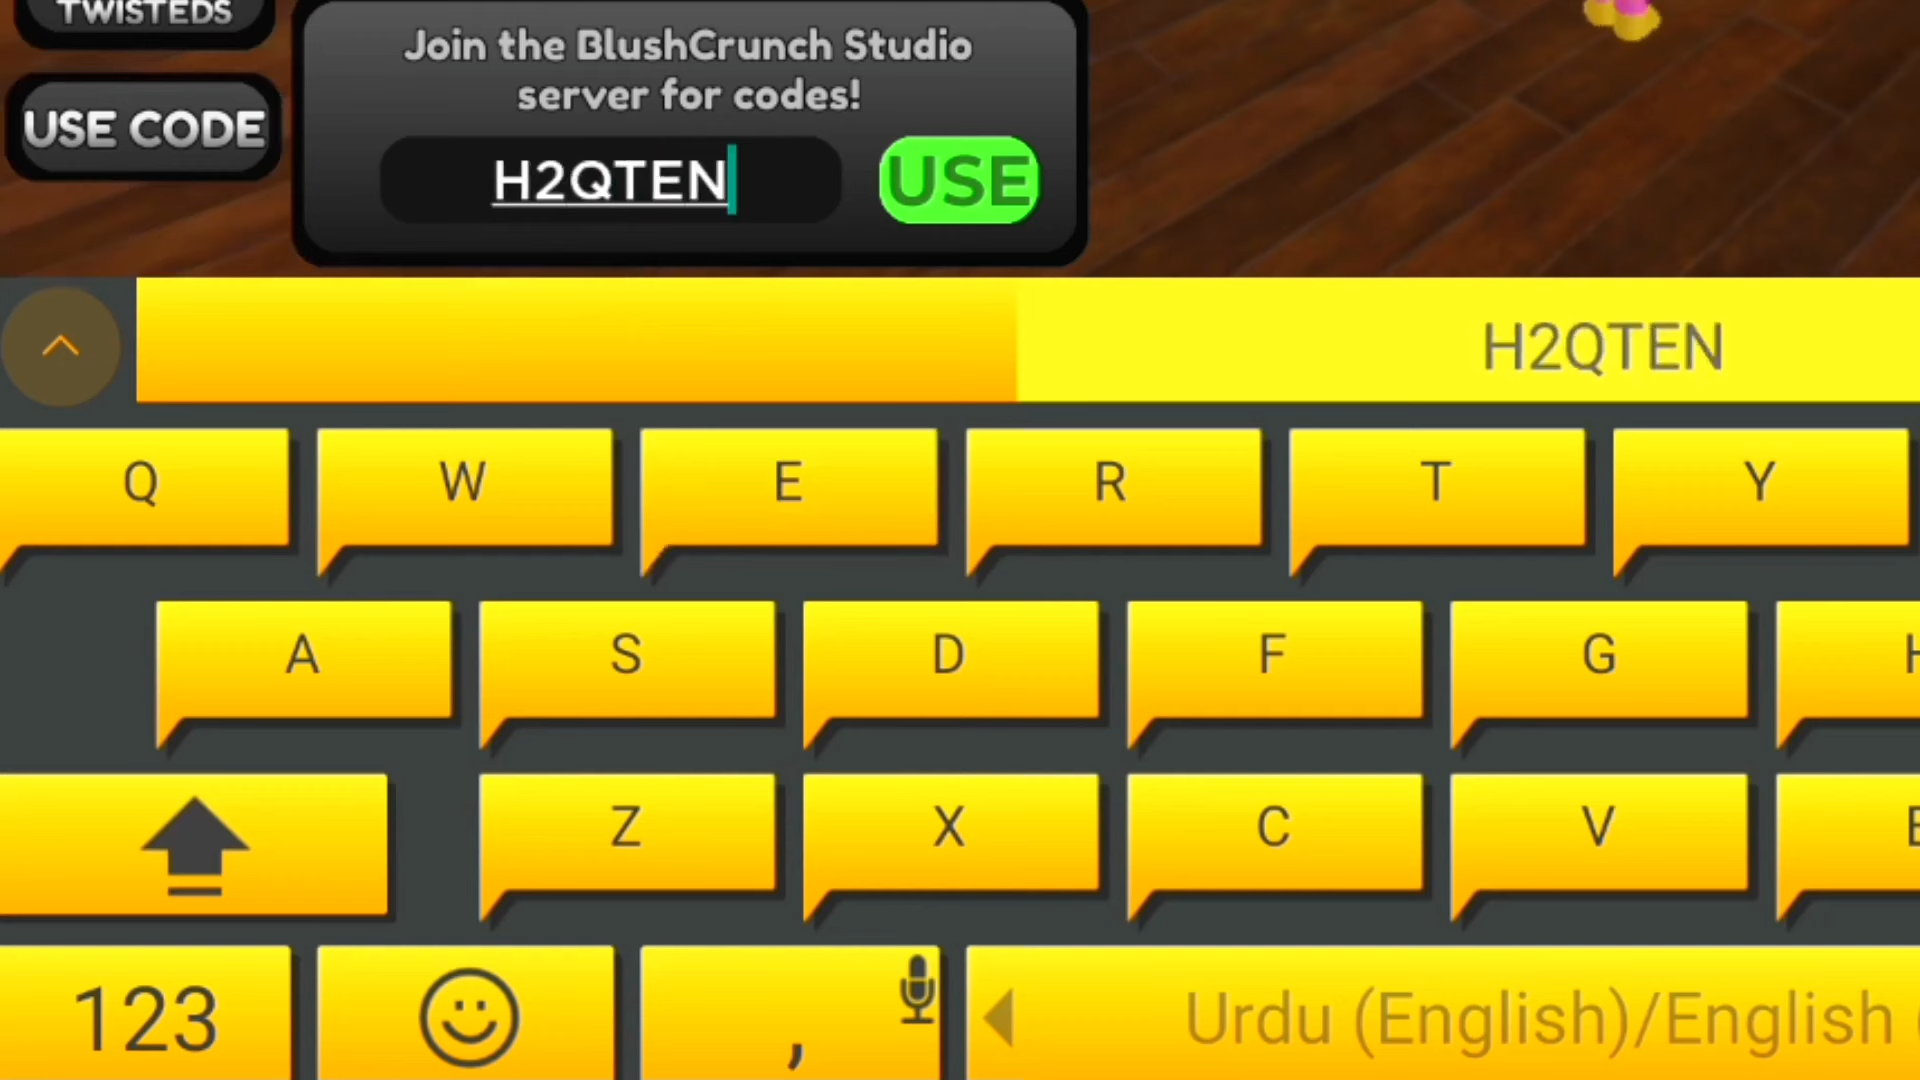 TWISTEDS
Join the BlushCrunch Studio
server for codes!
USE CODE
H2QTEN
USE
H2QTEN
Q W E R T Y
A S D F G H
Z X C V
123 , Urdu (English)/English (